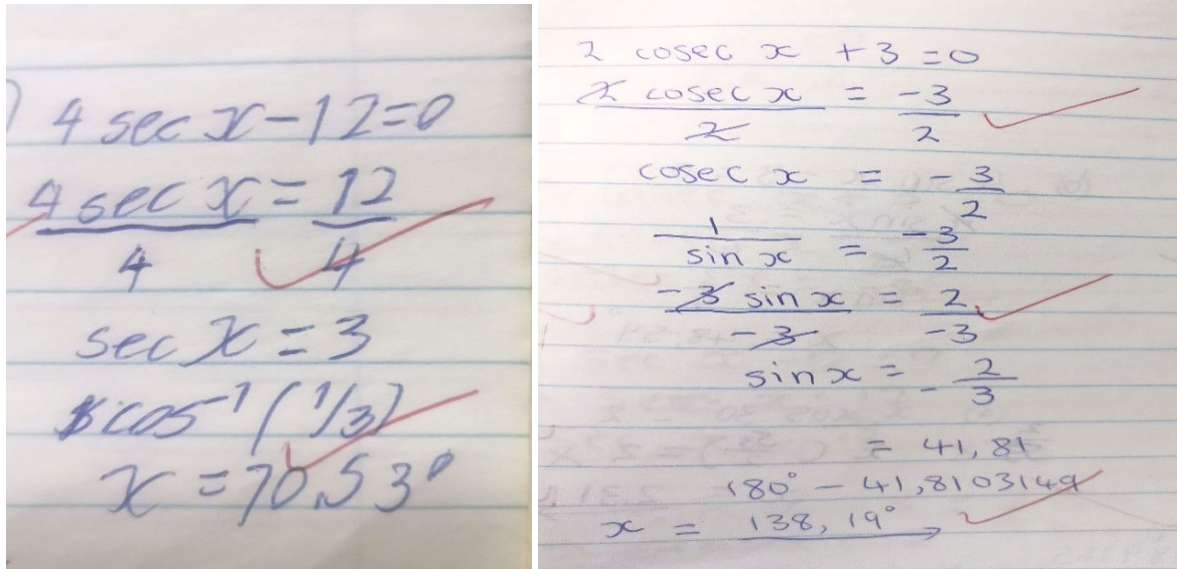 4 sec x - 12 = 0
4 sec x = 12
4 4
sec x = 3
cos⁻¹ (1/3)
x = 70,53°
2 cosec x + 3 = 0
2 cosec x = -3
2 2
cosec x = - 3/2
1/sin x = -3/2
-3 sin x = 2
-3 -3
sin x = - 2/3
= 41,81
180° - 41,8103149
x = 138,19°